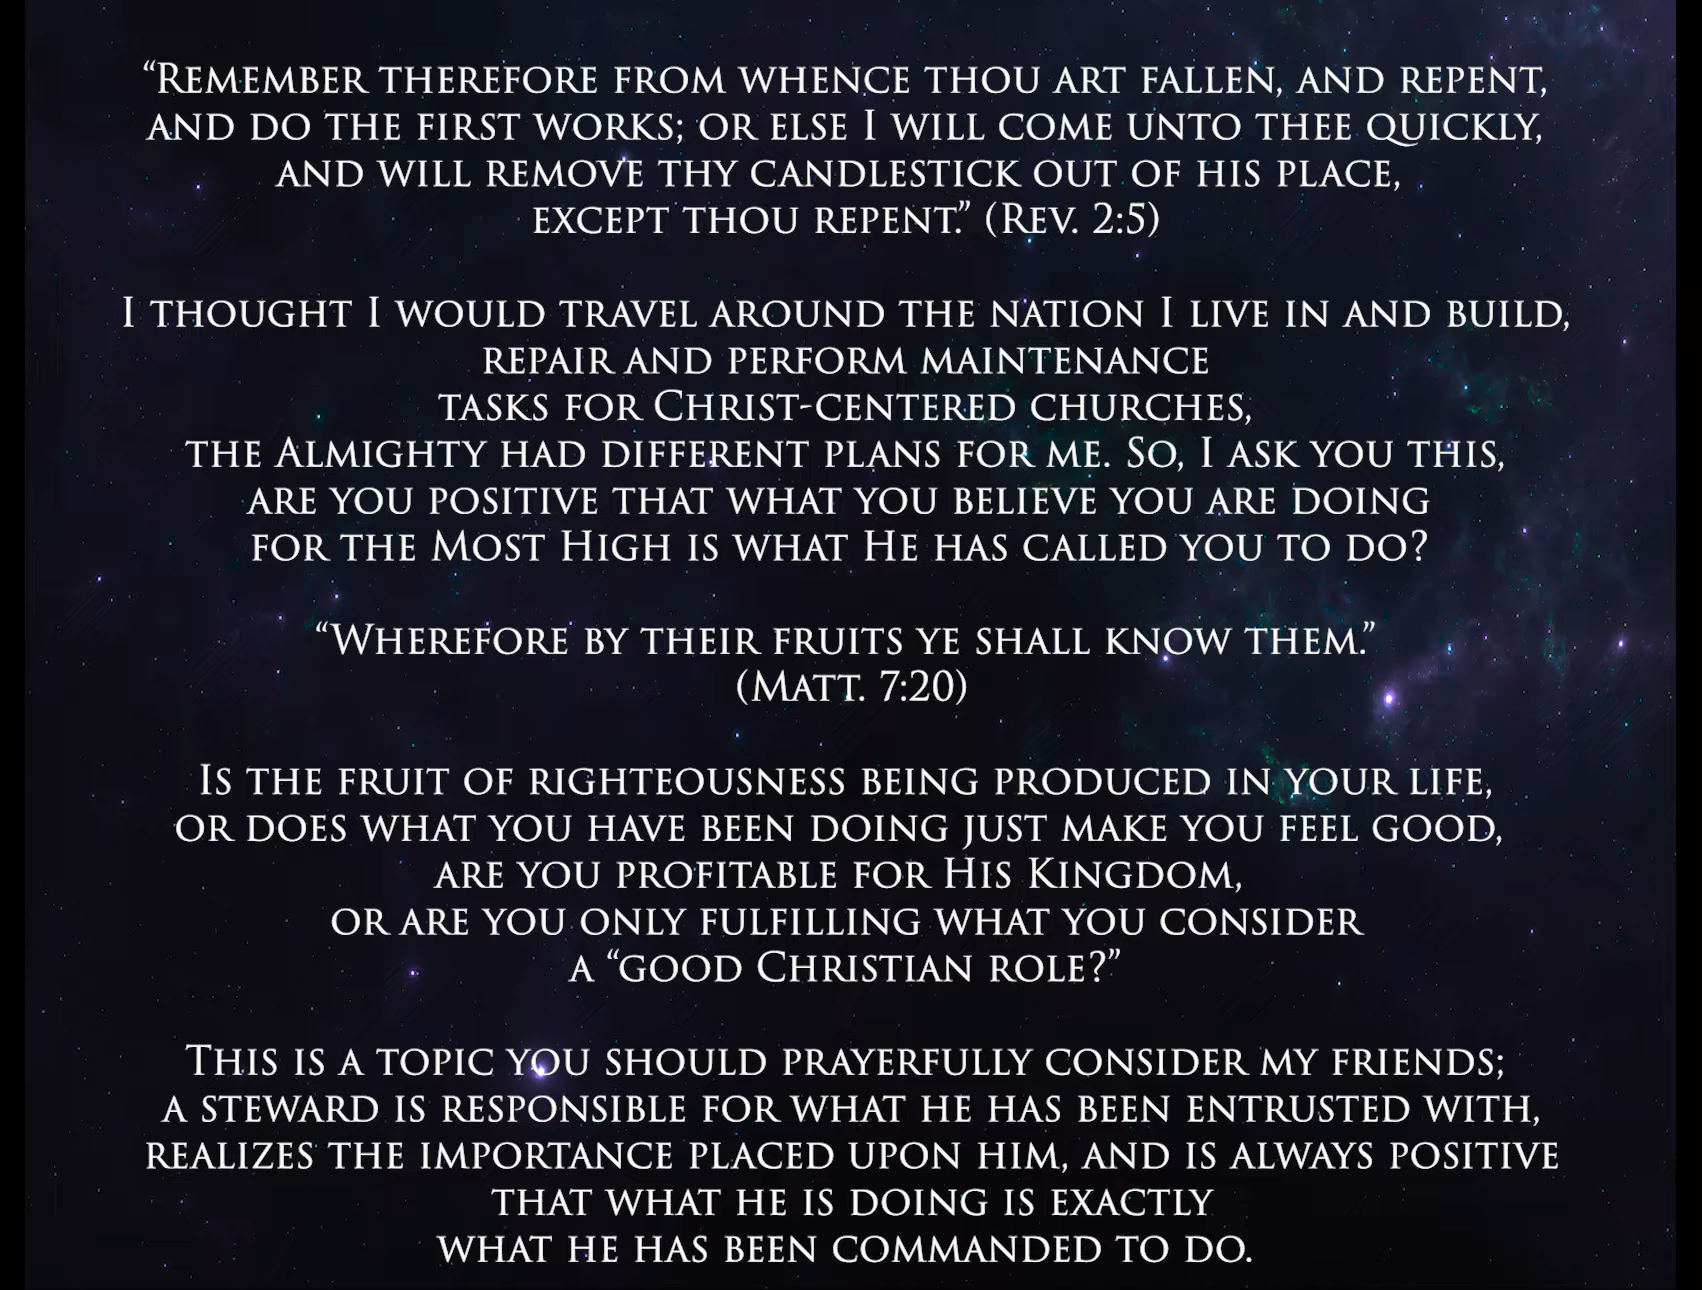 “Remember therefore from whence thou art fallen, and repent,
and do the first works; or else I will come unto thee quickly,
and will remove thy candlestick out of his place,
except thou repent.” (Rev. 2:5)
I thought I would travel around the nation I live in and build,
repair and perform maintenance
tasks for Christ-centered churches,
the Almighty had different plans for me. So, I ask you this,
are you positive that what you believe you are doing
for the Most High is what He has called you to do?
“Wherefore by their fruits ye shall know them.”
(Matt. 7:20)
Is the fruit of righteousness being produced in your life,
or does what you have been doing just make you feel good,
are you profitable for His Kingdom,
or are you only fulfilling what you consider
a “good Christian role?”
This is a topic you should prayerfully consider my friends;
a steward is responsible for what he has been entrusted with,
realizes the importance placed upon him, and is always positive
that what he is doing is exactly
what he has been commanded to do.